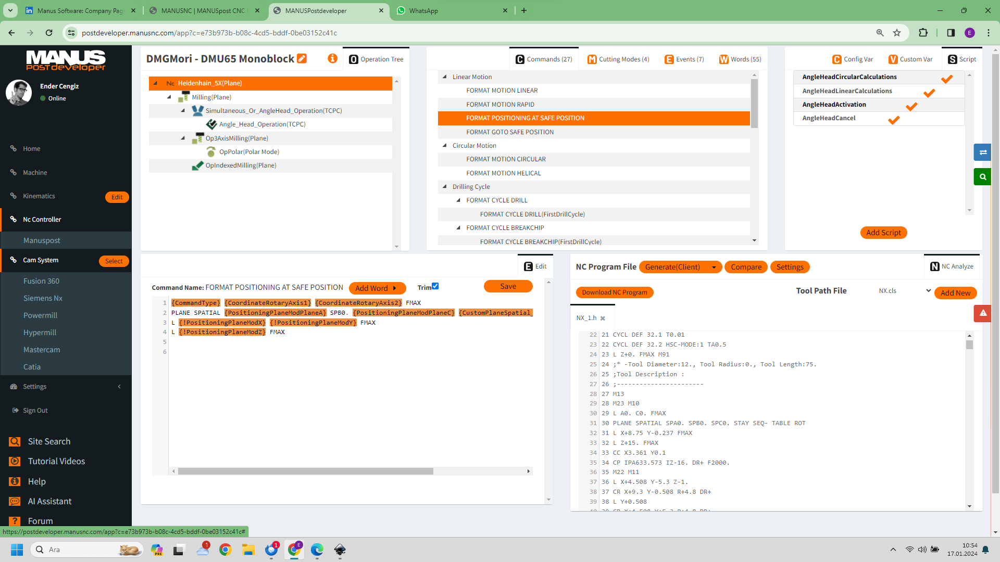 Manus Software: Company Pag
MANUSNC | MANUSpost CNC
MANUSPostdeveloper
WhatsApp
postdeveloper.manusnc.com/app?c=e73b973b-b08c-4cd5-bddf-0be03152c41c
E
MANUS
postdeveloper
Ender Cengiz
Online
Home
Machine
Kinematics
Edit
Nc Controller
Manuspost
Cam System
Select
Fusion 360
Siemens Nx
Powermill
Hypermill
Mastercam
Catia
Settings
Sign Out
Site Search
Tutorial Videos
Help
AI Assistant
Forum
DMGMori - DMU65 Monoblock
O Operation Tree
Nc Heidenhain_5X(Plane)
Milling(Plane)
Simultaneous_Or_AngleHead_Operation(TCPC)
Angle_Head_Operation(TCPC)
Op3AxisMilling(Plane)
OpPolar(Polar Mode)
OpIndexedMilling(Plane)
C Commands (27)
M Cutting Modes (4)
E Events (7)
W Words (55)
Linear Motion
FORMAT MOTION LINEAR
FORMAT MOTION RAPID
FORMAT POSITIONING AT SAFE POSITION
FORMAT GOTO SAFE POSITION
Circular Motion
FORMAT MOTION CIRCULAR
FORMAT MOTION HELICAL
Drilling Cycle
FORMAT CYCLE DRILL
FORMAT CYCLE DRILL(FirstDrillCycle)
FORMAT CYCLE BREAKCHIP
FORMAT CYCLE BREAKCHIP(FirstDrillCycle)
C Config Var
V Custom Var
S Script
AngleHeadCircularCalculations
AngleHeadLinearCalculations
AngleHeadActivation
AngleHeadCancel
Add Script
E Edit
Command Name: FORMAT POSITIONING AT SAFE POSITION
Add Word
Trim
Save
1 {CommandType} {CoordinateRotaryAxis1} {CoordinateRotaryAxis2} FMAX
2 PLANE SPATIAL {PositioningPlaneModPlaneA} SPB0. {PositioningPlaneModPlaneC} {CustomPlaneSpatial_
3 L {!PositioningPlaneModX} {!PositioningPlaneModY} FMAX
4 L {!PositioningPlaneModZ} FMAX
5
6
NC Program File
Generate(Client)
Compare
Settings
N NC Analyze
Download NC Program
Tool Path File
NX.cls
Add New
NX_1.h
22 21 CYCL DEF 32.1 T0.01
23 22 CYCL DEF 32.2 HSC-MODE:1 TA0.5
24 23 L Z+0. FMAX M91
25 24 ;* -Tool Diameter:12., Tool Radius:0., Tool Length:75.
26 25 ;Tool Description :
27 26 ;-----------------------
28 27 M13
29 28 M23 M10
30 29 L A0. C0. FMAX
31 30 PLANE SPATIAL SPA0. SPB0. SPC0. STAY SEQ- TABLE ROT
32 31 L X+8.75 Y-0.237 FMAX
33 32 L Z+15. FMAX
34 33 CC X3.361 Y0.1
35 34 CP IPA633.573 IZ-16. DR+ F2000.
36 35 M22 M11
37 36 L X+4.508 Y-5.3 Z-1.
38 37 CR X+9.3 Y-0.508 R+4.8 DR+
39 38 L Y+0.508
https://postdeveloper.manusnc.com/app?c=e73b973b-b08c-4cd5-bddf-0be03152c41c#
Ara
PRE
1
1
E
10:54
17.01.2024